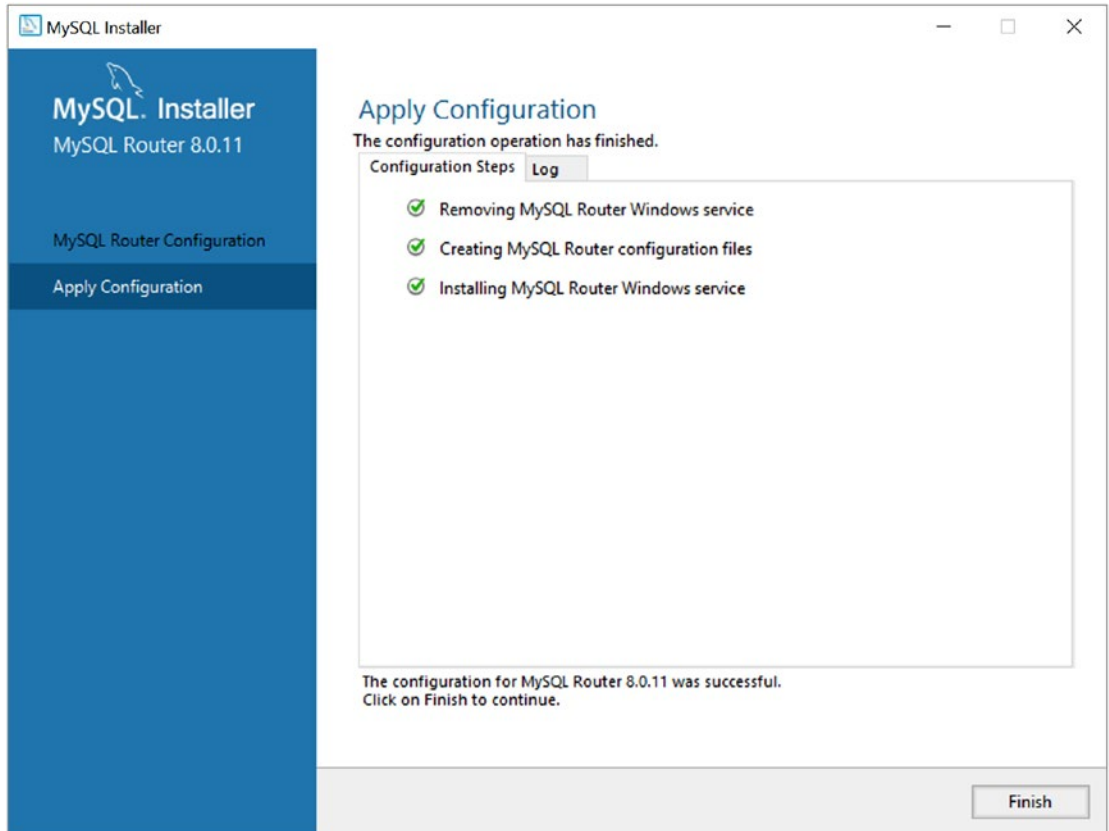 MySQL Installer
MySQL. Installer
MySQL Router 8.0.11
MySQL Router Configuration
Apply Configuration
Apply Configuration
The configuration operation has finished.
Configuration Steps Log
Removing MySQL Router Windows service
Creating MySQL Router configuration files
Installing MySQL Router Windows service
The configuration for MySQL Router 8.0.11 was successful.
Click on Finish to continue.
Finish